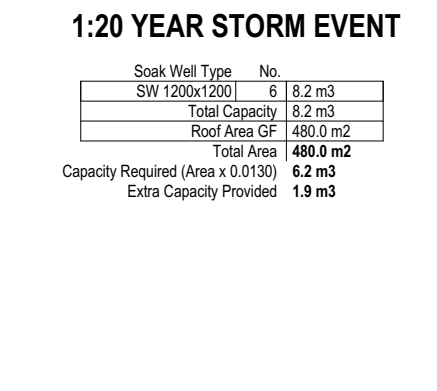 1:20 YEAR STORM EVENT
Soak Well Type No.
SW 1200x1200 6 8.2 m3
Total Capacity 8.2 m3
Roof Area GF 480.0 m2
Total Area 480.0 m2
Capacity Required (Area x 0.0130) 6.2 m3
Extra Capacity Provided 1.9 m3